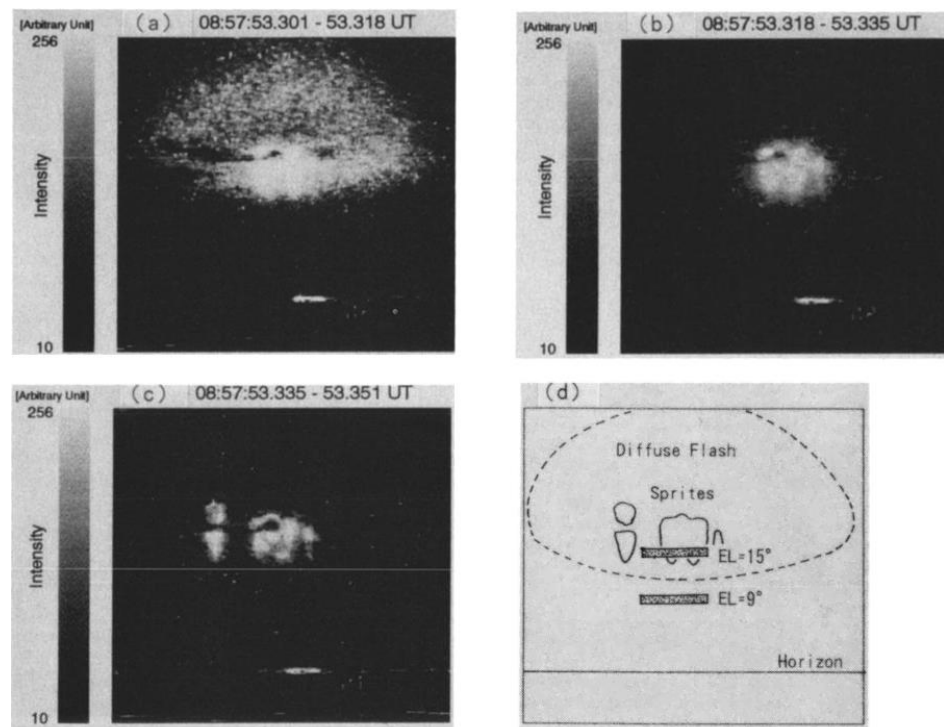 [Arbitrary Unit]
(a) 08:57:53.301 - 53.318 UT
256
Intensity
10
[Arbitrary Unit]
(b) 08:57:53.318 - 53.335 UT
256
Intensity
10
[Arbitrary Unit]
(c) 08:57:53.335 - 53.351 UT
256
Intensity
10
(d)
Diffuse Flash
Sprites
EL=15°
EL=9°
Horizon